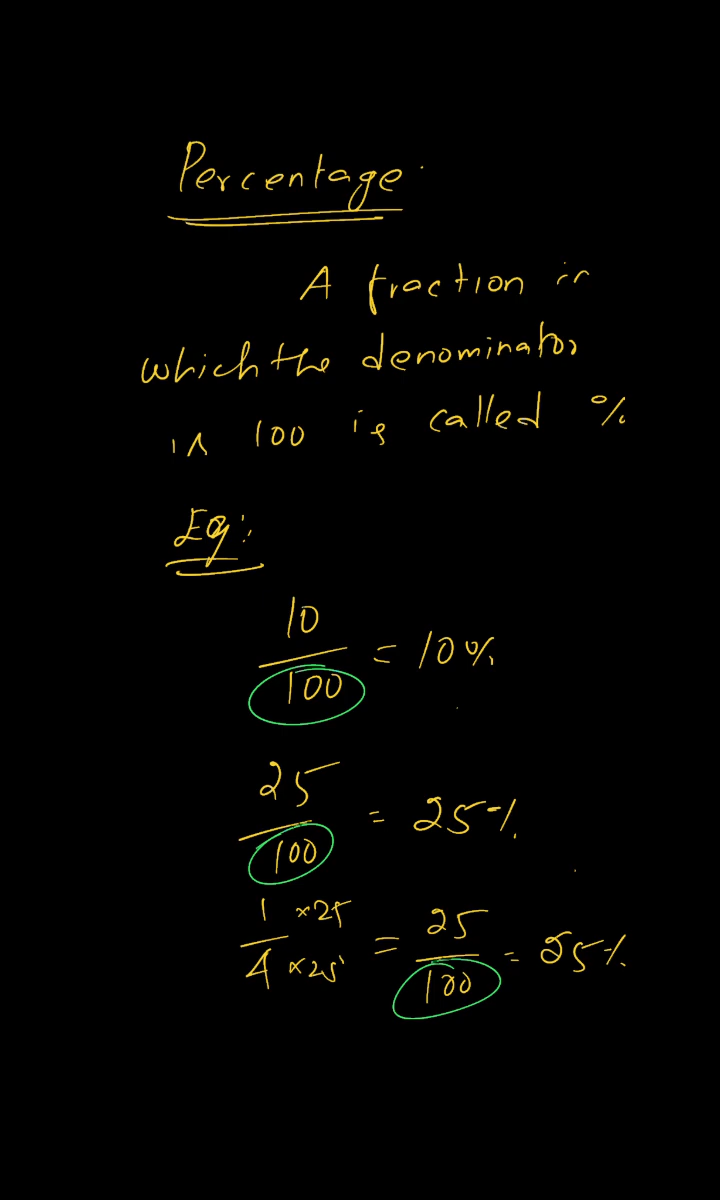 Percentage
A fraction in
which the denominator
is 100 is called %
Eg:
10/100 = 10%
25/100 = 25%
1 ×25/4 ×25 = 25/100 = 25%